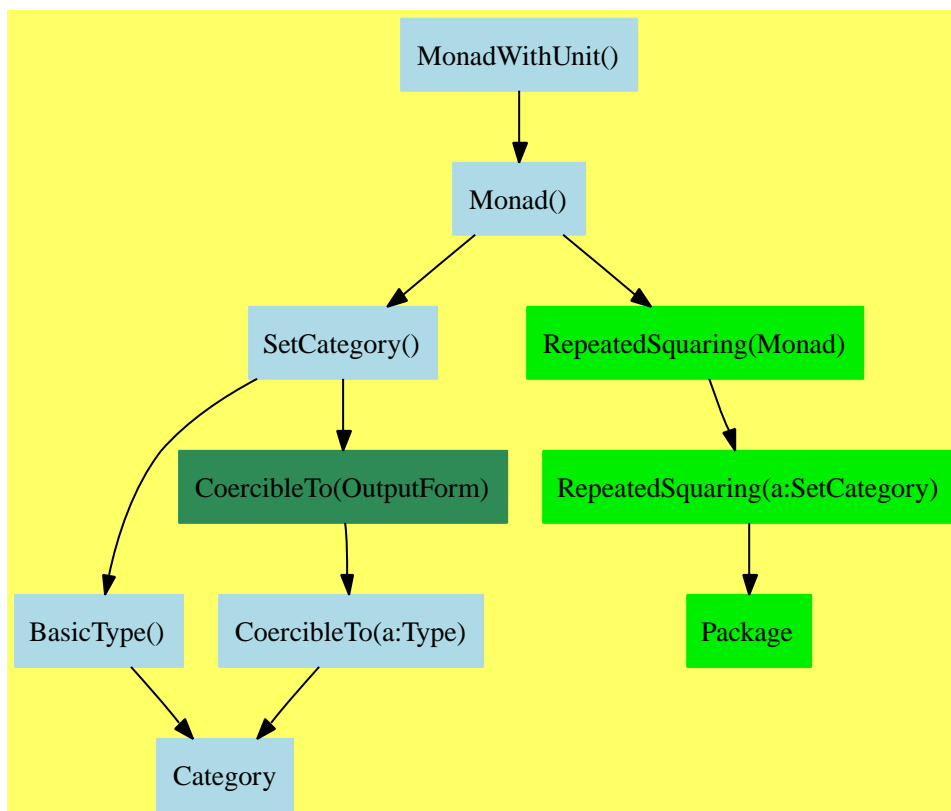 MonadWithUnit()
Monad()
SetCategory()
RepeatedSquaring(Monad)
CoercibleTo(OutputForm)
RepeatedSquaring(a:SetCategory)
BasicType()
CoercibleTo(a:Type)
Package
Category